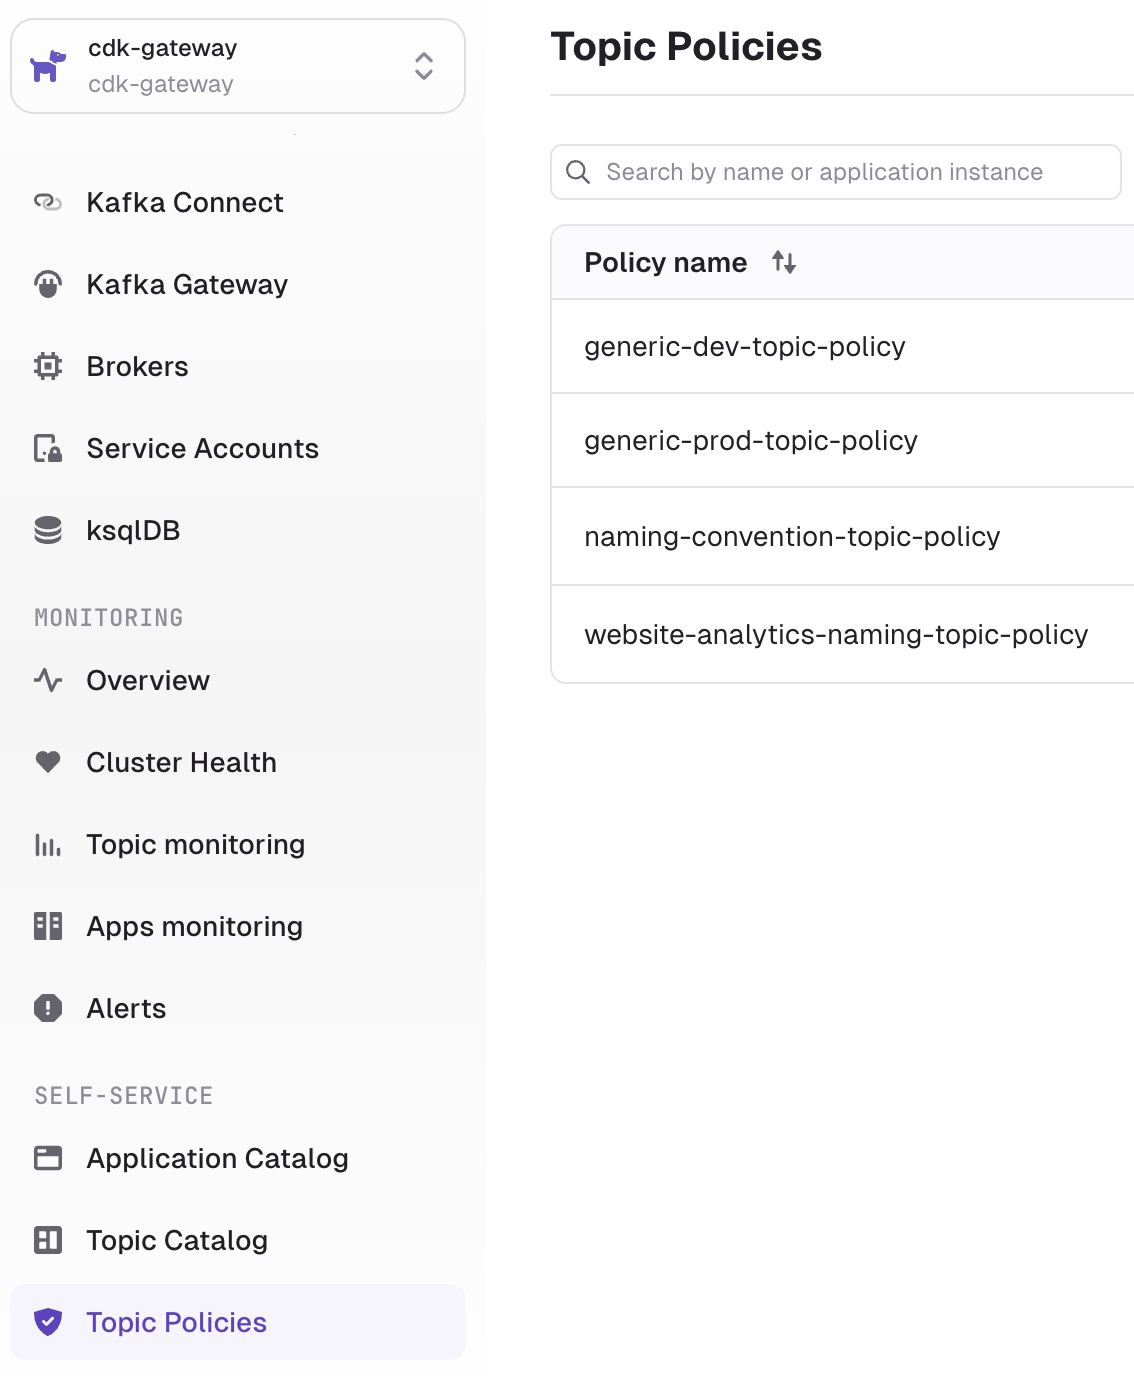 cdk-gateway
cdk-gateway
Kafka Connect
Kafka Gateway
Brokers
Service Accounts
ksqlDB
MONITORING
Overview
Cluster Health
Topic monitoring
Apps monitoring
Alerts
SELF-SERVICE
Application Catalog
Topic Catalog
Topic Policies
Topic Policies
Search by name or application instance
Policy name
generic-dev-topic-policy
generic-prod-topic-policy
naming-convention-topic-policy
website-analytics-naming-topic-policy